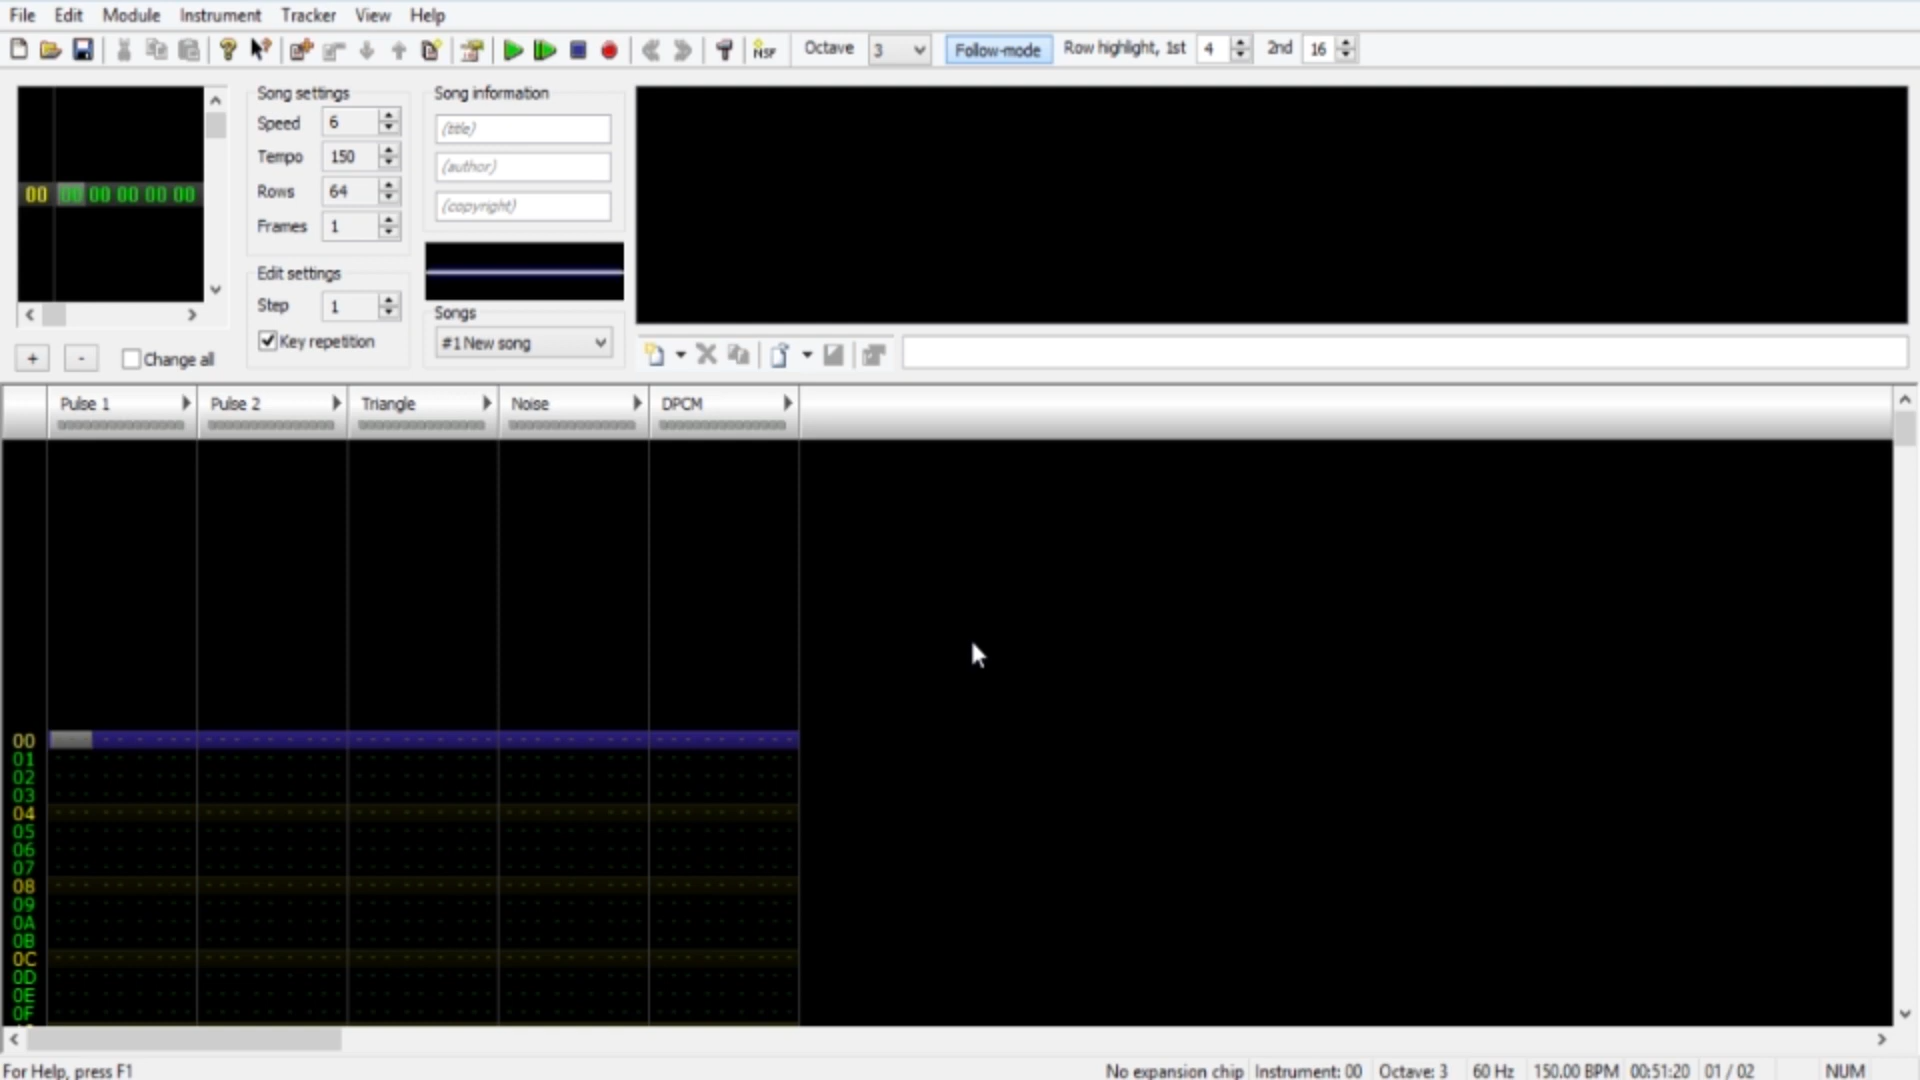 File Edit Module Instrument Tracker View Help
NSF Octave 3 Follow-mode Row highlight, 1st 4 2nd 16
Song settings
Speed 6
Tempo 150
Rows 64
Frames 1
Song information
(title)
(author)
(copyright)
00 00 00 00 00 00
Edit settings
Step 1
Key repetition
Songs
#1 New song
+ - Change all
Pulse 1 Pulse 2 Triangle Noise DPCM
00
01
02
03
04
05
06
07
08
09
0A
0B
0C
0D
0E
0F
For Help, press F1 No expansion chip Instrument: 00 Octave: 3 60 Hz 150.00 BPM 00:51:20 01 / 02 NUM